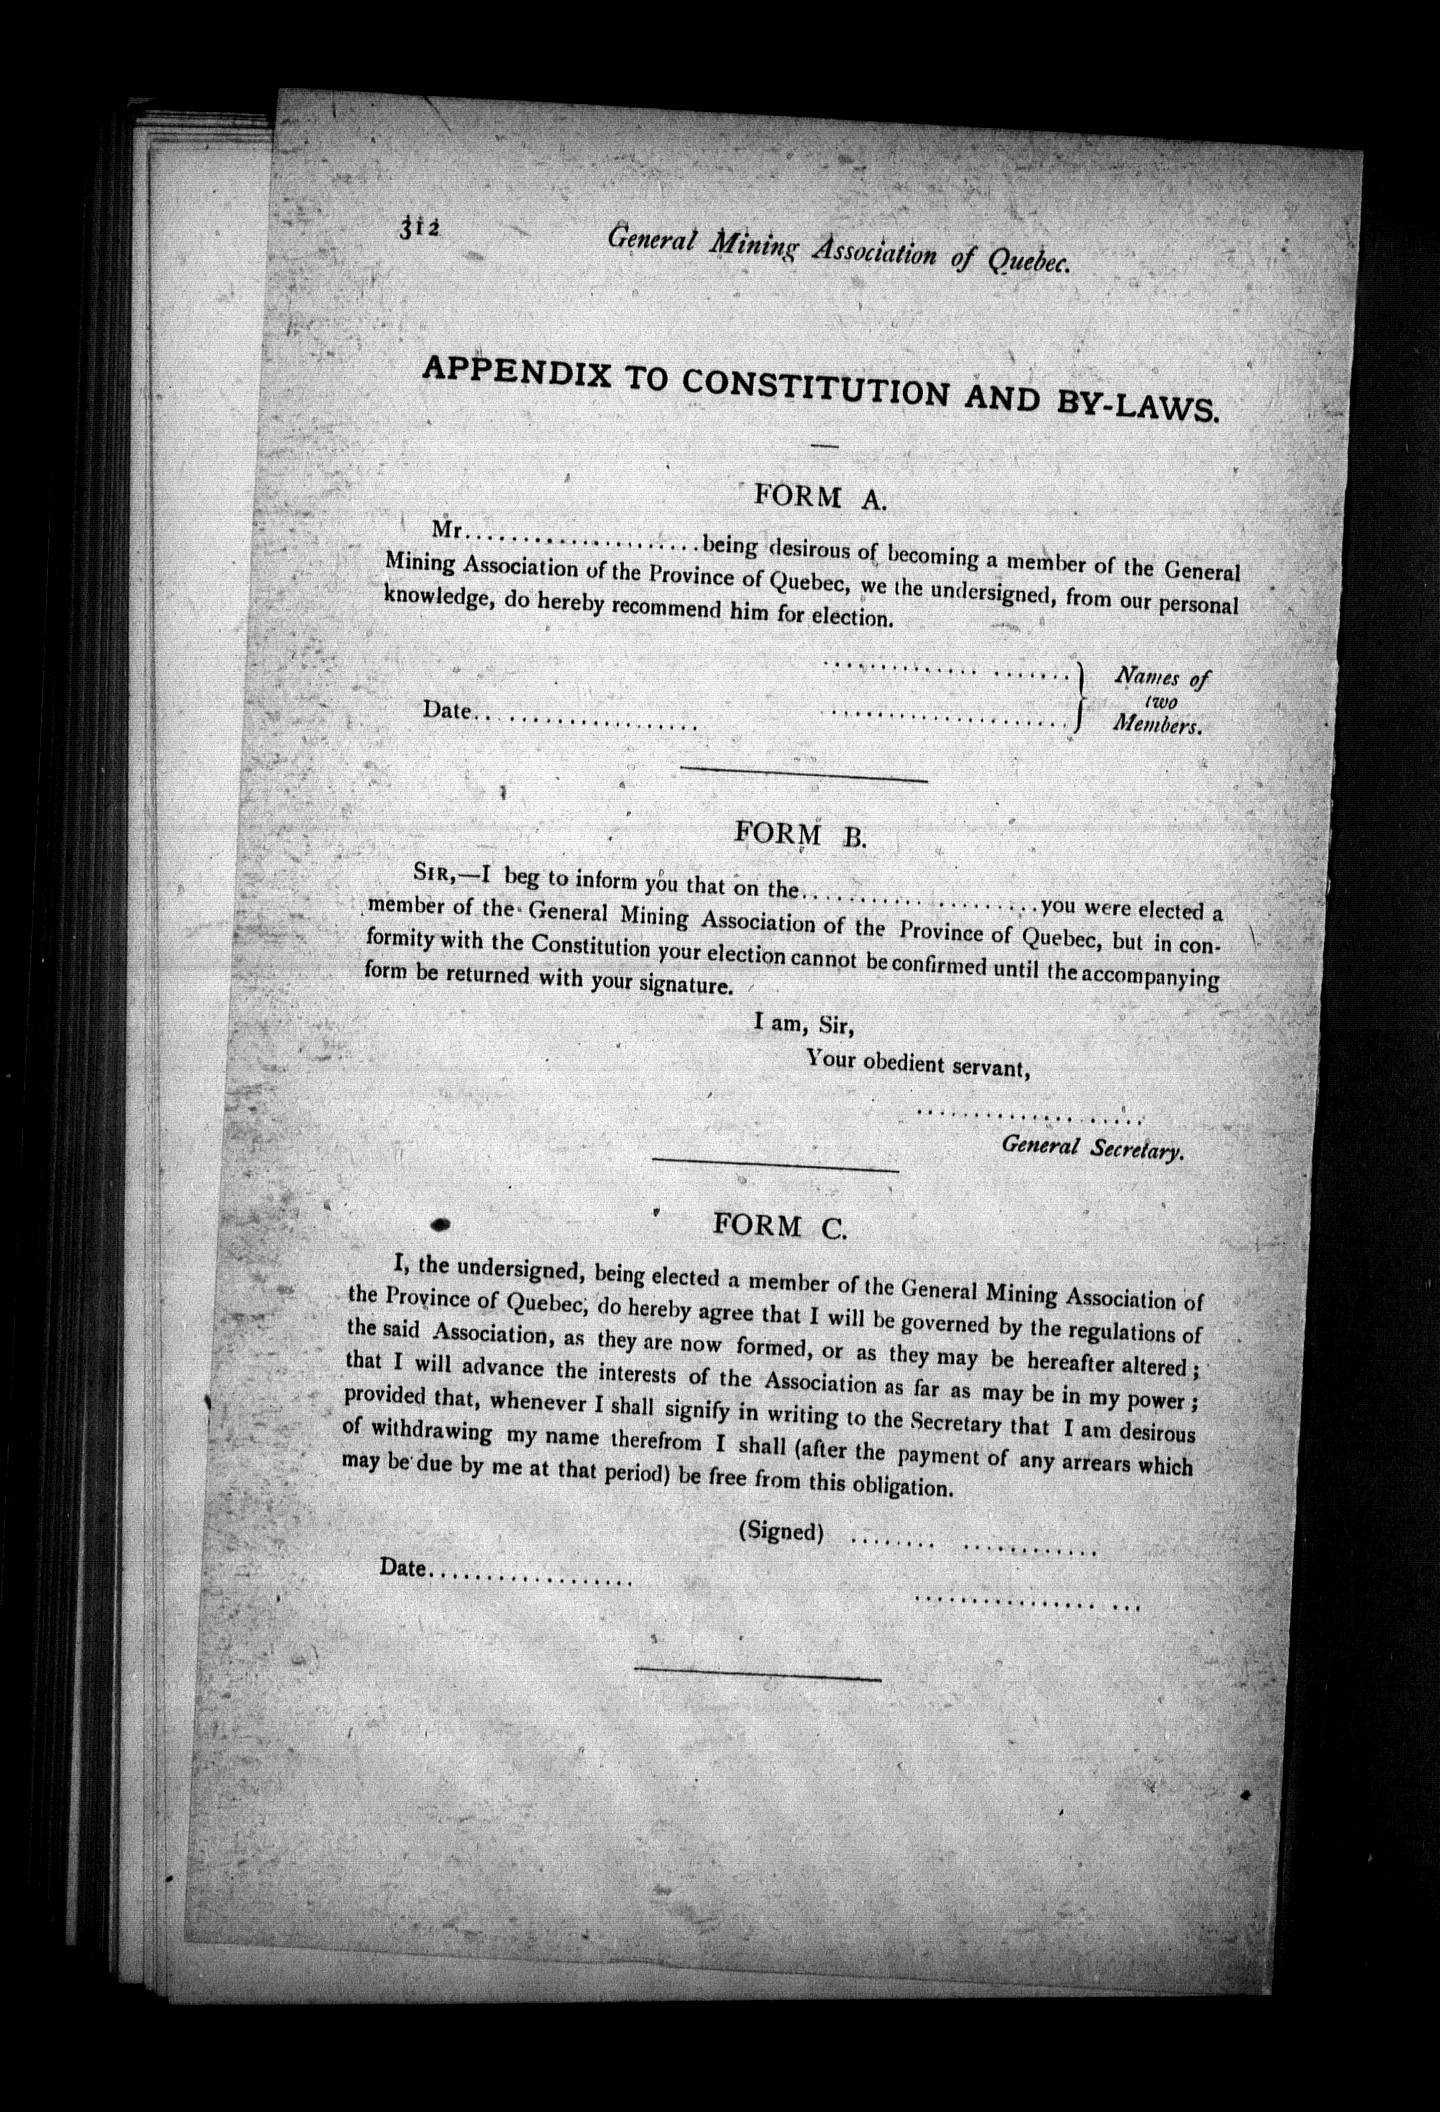 312
General Mining Association of Quebec.
APPENDIX TO CONSTITUTION AND BY-LAWS.
FORM A.
Mr......................being desirous of becoming a member of the General
Mining Association of the Province of Quebec, we the undersigned, from our personal
knowledge, do hereby recommend him for election.
..................... } Names of
two
Date.................... ..................... } Members.
FORM B.
SIR,—I beg to inform you that on the.....................you were elected a
member of the General Mining Association of the Province of Quebec, but in con-
formity with the Constitution your election cannot be confirmed until the accompanying
form be returned with your signature.
I am, Sir,
Your obedient servant,
....................
General Secretary.
FORM C.
I, the undersigned, being elected a member of the General Mining Association of
the Province of Quebec, do hereby agree that I will be governed by the regulations of
the said Association, as they are now formed, or as they may be hereafter altered ;
that I will advance the interests of the Association as far as may be in my power ;
provided that, whenever I shall signify in writing to the Secretary that I am desirous
of withdrawing my name therefrom I shall (after the payment of any arrears which
may be due by me at that period) be free from this obligation.
(Signed) ........ ............
Date..................
................ ...